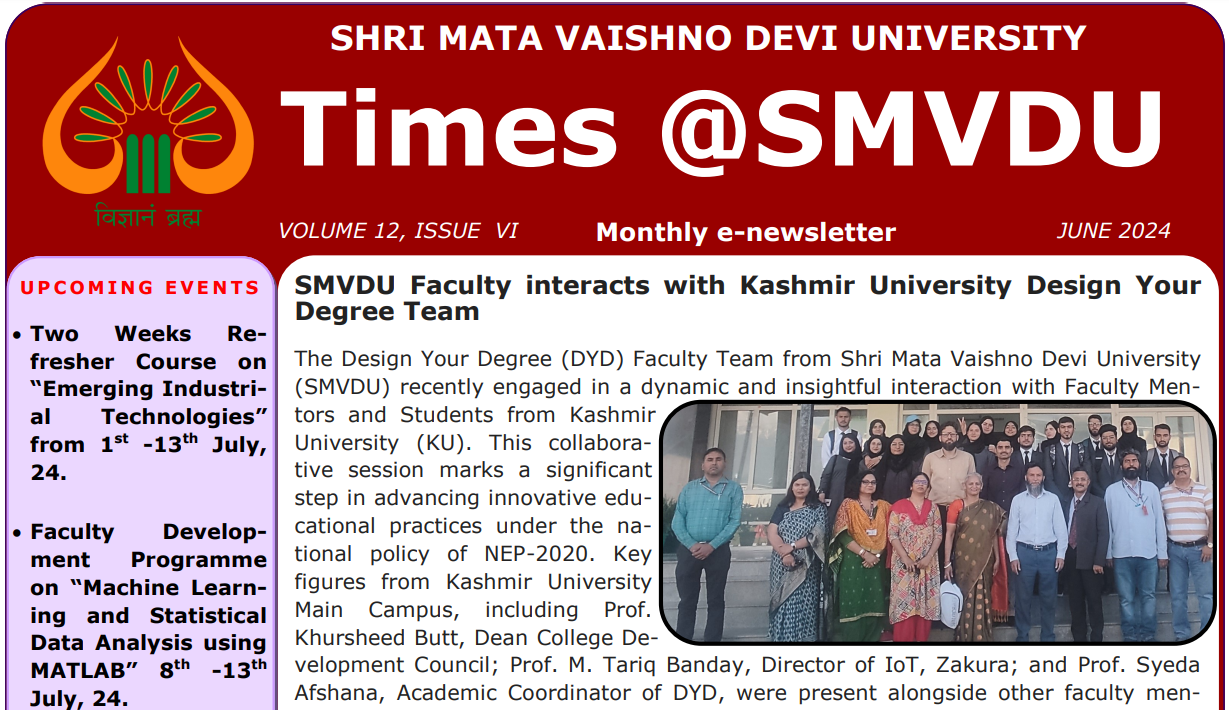 SHRI MATA VAISHNO DEVI UNIVERSITY
Times @SMVDU
विज्ञानं ब्रह्म
VOLUME 12, ISSUE VI
Monthly e-newsletter
JUNE 2024
UPCOMING EVENTS
• Two Weeks Re-
fresher Course on
“Emerging Industri-
al Technologies”
from 1st -13th July,
24.
• Faculty Develop-
ment Programme
on “Machine Learn-
ing and Statistical
Data Analysis using
MATLAB” 8th -13th
July, 24.
SMVDU Faculty interacts with Kashmir University Design Your
Degree Team
The Design Your Degree (DYD) Faculty Team from Shri Mata Vaishno Devi University
(SMVDU) recently engaged in a dynamic and insightful interaction with Faculty Men-
tors and Students from Kashmir
University (KU). This collabora-
tive session marks a significant
step in advancing innovative edu-
cational practices under the na-
tional policy of NEP-2020. Key
figures from Kashmir University
Main Campus, including Prof.
Khursheed Butt, Dean College De-
velopment Council; Prof. M. Tariq Banday, Director of IoT, Zakura; and Prof. Syeda
Afshana, Academic Coordinator of DYD, were present alongside other faculty men-